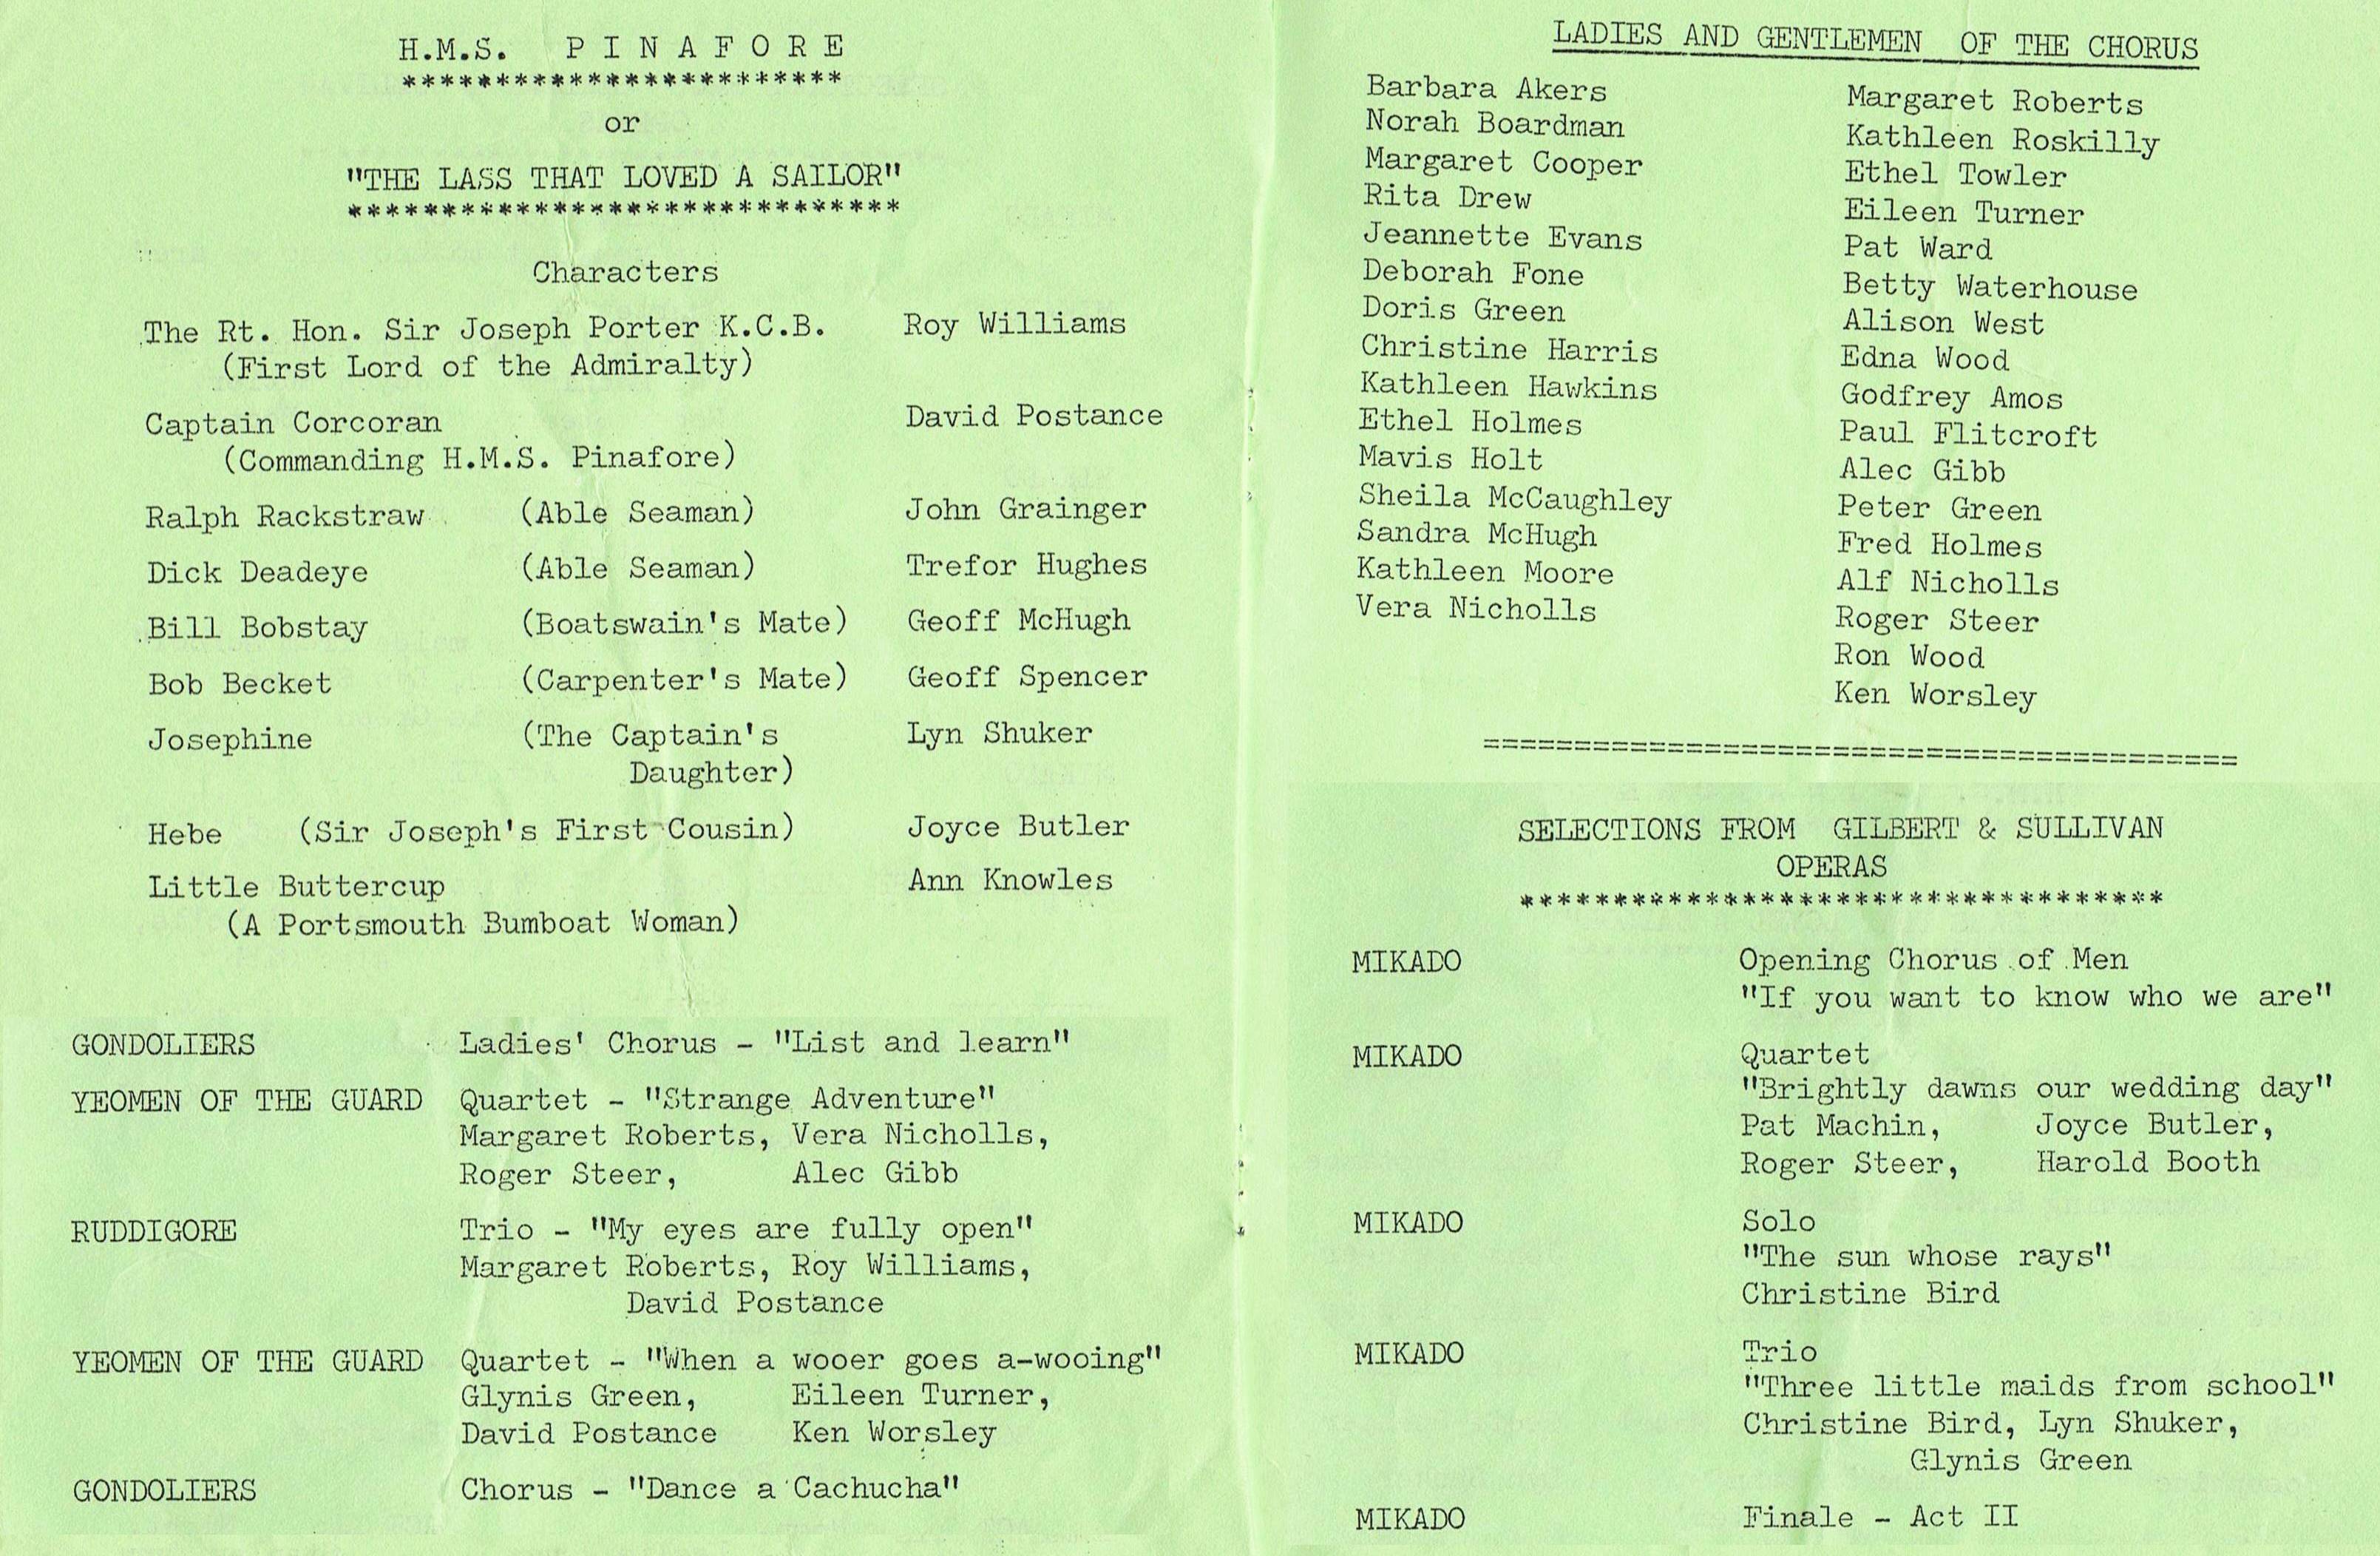 H.M.S. P I N A F O R E
************************
or
"THE LASS THAT LOVED A SAILOR"
******************************
Characters
The Rt. Hon. Sir Joseph Porter K.C.B. Roy Williams
(First Lord of the Admiralty)
Captain Corcoran David Postance
(Commanding H.M.S. Pinafore)
Ralph Rackstraw (Able Seaman) John Grainger
Dick Deadeye (Able Seaman) Trefor Hughes
Bill Bobstay (Boatswain's Mate) Geoff McHugh
Bob Becket (Carpenter's Mate) Geoff Spencer
Josephine (The Captain's Lyn Shuker
Daughter)
Hebe (Sir Joseph's First Cousin) Joyce Butler
Little Buttercup Ann Knowles
(A Portsmouth Bumboat Woman)
GONDOLIERS Ladies' Chorus - "List and learn"
YEOMEN OF THE GUARD Quartet - "Strange Adventure"
Margaret Roberts, Vera Nicholls,
Roger Steer, Alec Gibb
RUDDIGORE Trio - "My eyes are fully open"
Margaret Roberts, Roy Williams,
David Postance
YEOMEN OF THE GUARD Quartet - "When a wooer goes a-wooing"
Glynis Green, Eileen Turner,
David Postance Ken Worsley
GONDOLIERS Chorus - "Dance a Cachucha"
LADIES AND GENTLEMEN OF THE CHORUS
Barbara Akers
Norah Boardman
Margaret Cooper
Rita Drew
Jeannette Evans
Deborah Fone
Doris Green
Christine Harris
Kathleen Hawkins
Ethel Holmes
Mavis Holt
Sheila McCaughley
Sandra McHugh
Kathleen Moore
Vera Nicholls
Margaret Roberts
Kathleen Roskilly
Ethel Towler
Eileen Turner
Pat Ward
Betty Waterhouse
Alison West
Edna Wood
Godfrey Amos
Paul Flitcroft
Alec Gibb
Peter Green
Fred Holmes
Alf Nicholls
Roger Steer
Ron Wood
Ken Worsley
=========================================
SELECTIONS FROM GILBERT & SULLIVAN
OPERAS
***********************************
MIKADO Opening Chorus of Men
"If you want to know who we are"
MIKADO Quartet
"Brightly dawns our wedding day"
Pat Machin, Joyce Butler,
Roger Steer, Harold Booth
MIKADO Solo
"The sun whose rays"
Christine Bird
MIKADO Trio
"Three little maids from school"
Christine Bird, Lyn Shuker,
Glynis Green
MIKADO Finale - Act II